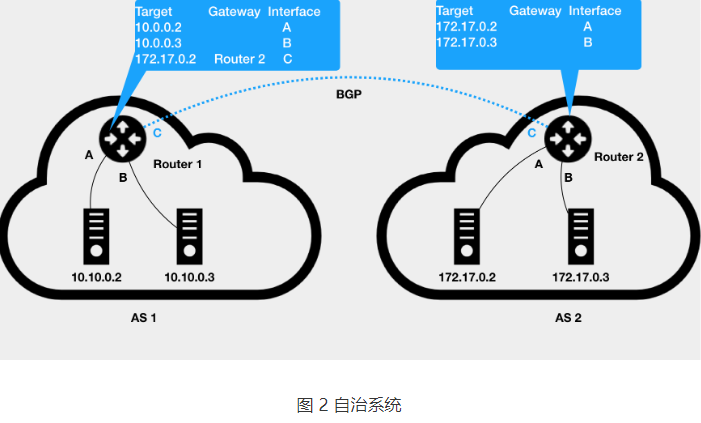 Target Gateway Interface
10.0.0.2 A
10.0.0.3 B
172.17.0.2 Router 2 C
Target Gateway Interface
172.17.0.2 A
172.17.0.3 B
BGP
C
A
B
Router 1
C
A
B
Router 2
10.10.0.2
10.10.0.3
172.17.0.2
172.17.0.3
AS 1
AS 2
图 2 自治系统